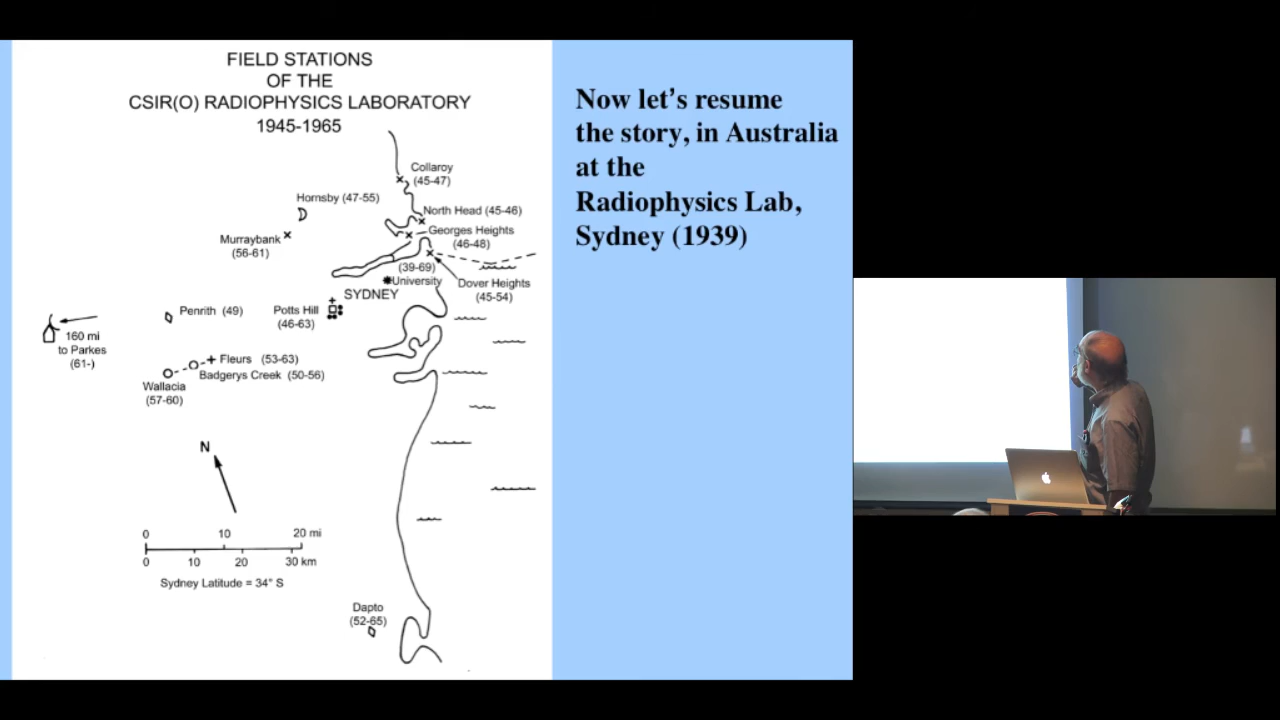 FIELD STATIONS
OF THE
CSIR(O) RADIOPHYSICS LABORATORY
1945-1965
Collaroy
(45-47)
Hornsby (47-55)
North Head (45-46)
Georges Heights
(46-48)
Murraybank
(56-61)
(39-69)
University
SYDNEY
Dover Heights
(45-54)
Penrith (49)
Potts Hill
(46-63)
160 mi
to Parkes
(61-)
Fleurs (53-63)
Badgerys Creek (50-56)
Wallacia
(57-60)
N
0 10 20 mi
0 10 20 30 km
Sydney Latitude = 34° S
Dapto
(52-65)
Now let's resume
the story, in Australia
at the
Radiophysics Lab,
Sydney (1939)